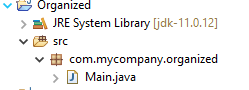 Organized
JRE System Library [jdk-11.0.12]
src
com.mycompany.organized
Main.java